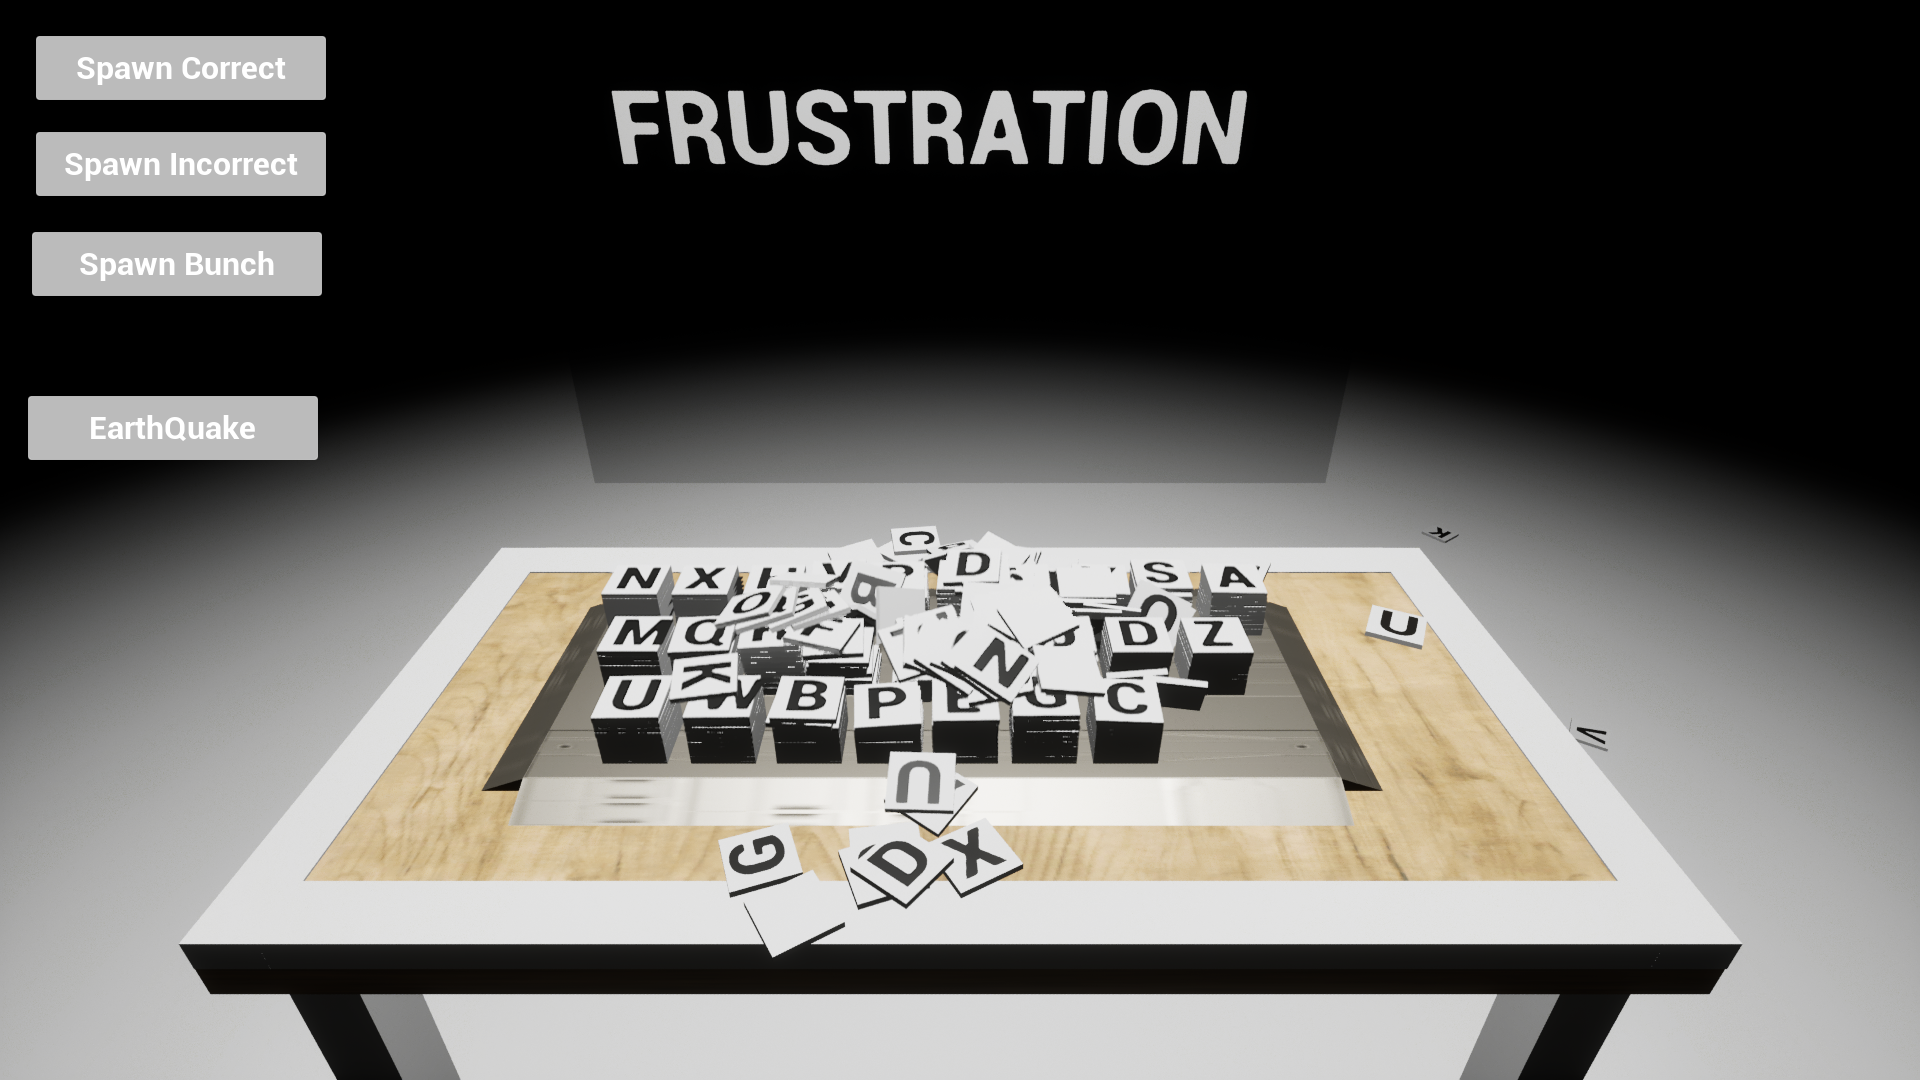 Spawn Correct
FRUSTRATION
Spawn Incorrect
Spawn Bunch
EarthQuake
K
C
D
N X S A
B
O
U
M Q D Z
N
K
V
U W B P C
U
G D X